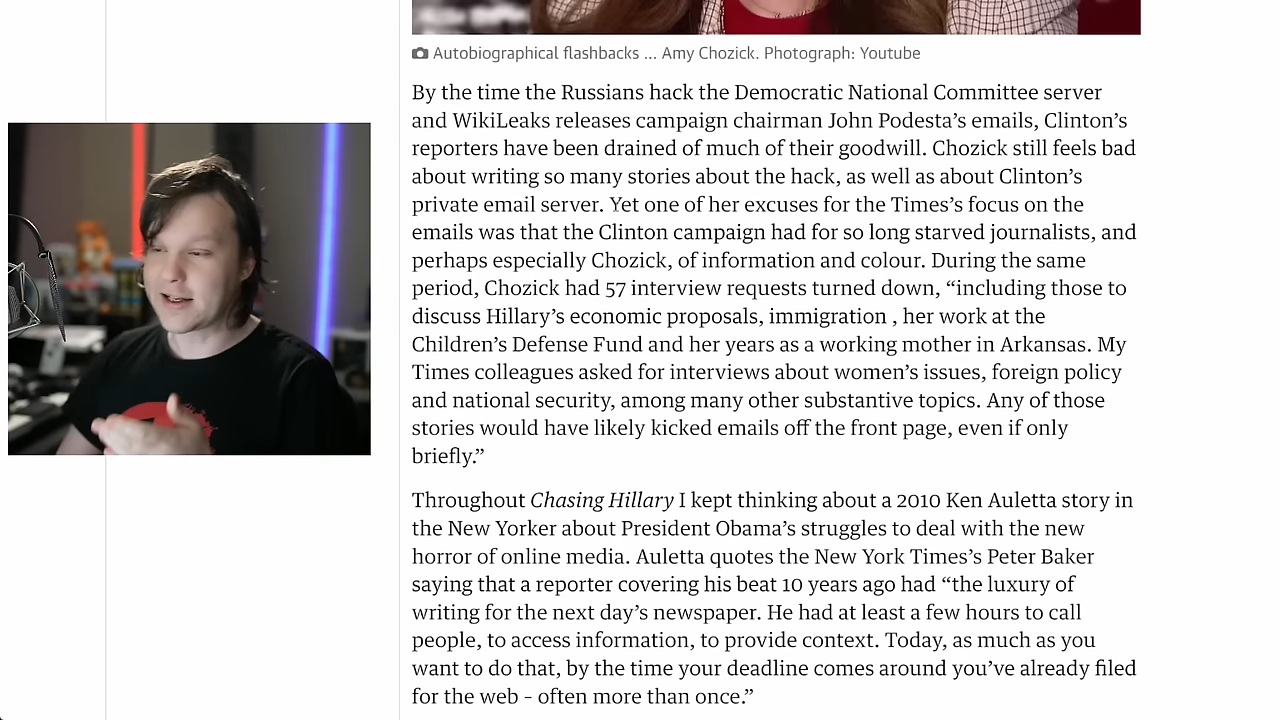 Autobiographical flashbacks ... Amy Chozick. Photograph: Youtube
By the time the Russians hack the Democratic National Committee server
and WikiLeaks releases campaign chairman John Podesta’s emails, Clinton’s
reporters have been drained of much of their goodwill. Chozick still feels bad
about writing so many stories about the hack, as well as about Clinton’s
private email server. Yet one of her excuses for the Times’s focus on the
emails was that the Clinton campaign had for so long starved journalists, and
perhaps especially Chozick, of information and colour. During the same
period, Chozick had 57 interview requests turned down, “including those to
discuss Hillary’s economic proposals, immigration , her work at the
Children’s Defense Fund and her years as a working mother in Arkansas. My
Times colleagues asked for interviews about women’s issues, foreign policy
and national security, among many other substantive topics. Any of those
stories would have likely kicked emails off the front page, even if only
briefly.”
Throughout Chasing Hillary I kept thinking about a 2010 Ken Auletta story in
the New Yorker about President Obama’s struggles to deal with the new
horror of online media. Auletta quotes the New York Times’s Peter Baker
saying that a reporter covering his beat 10 years ago had “the luxury of
writing for the next day’s newspaper. He had at least a few hours to call
people, to access information, to provide context. Today, as much as you
want to do that, by the time your deadline comes around you’ve already filed
for the web – often more than once.”